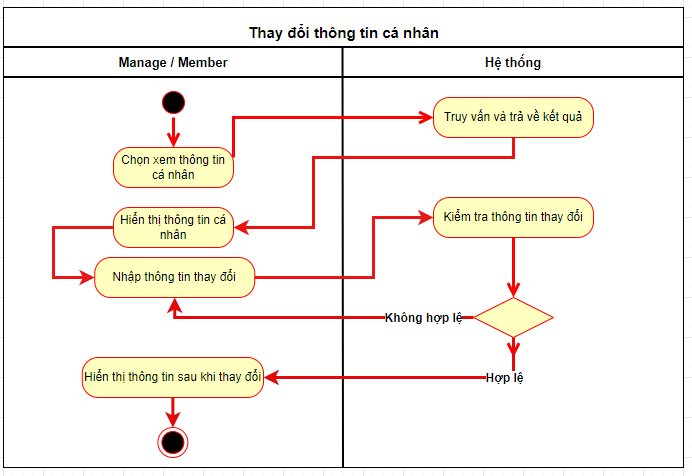 Thay đổi thông tin cá nhân
Manage / Member
Hệ thống
Truy vấn và trả về kết quả
Chọn xem thông tin
cá nhân
Hiển thị thông tin cá
nhân
Kiểm tra thông tin thay đổi
Nhập thông tin thay đổi
Không hợp lệ
Hiển thị thông tin sau khi thay đổi
Hợp lệ